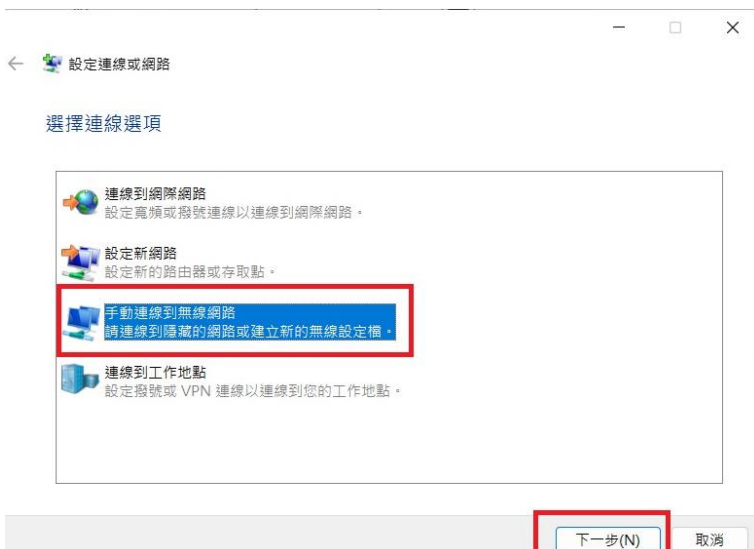 設定連線或網路
選擇連線選項
連線到網際網路
設定寬頻或撥號連線以連線到網際網路。
設定新網路
設定新的路由器或存取點。
手動連線到無線網路
請連線到隱藏的網路或建立新的無線設定檔。
連線到工作地點
設定撥號或 VPN 連線以連線到您的工作地點。
下一步(N)
取消